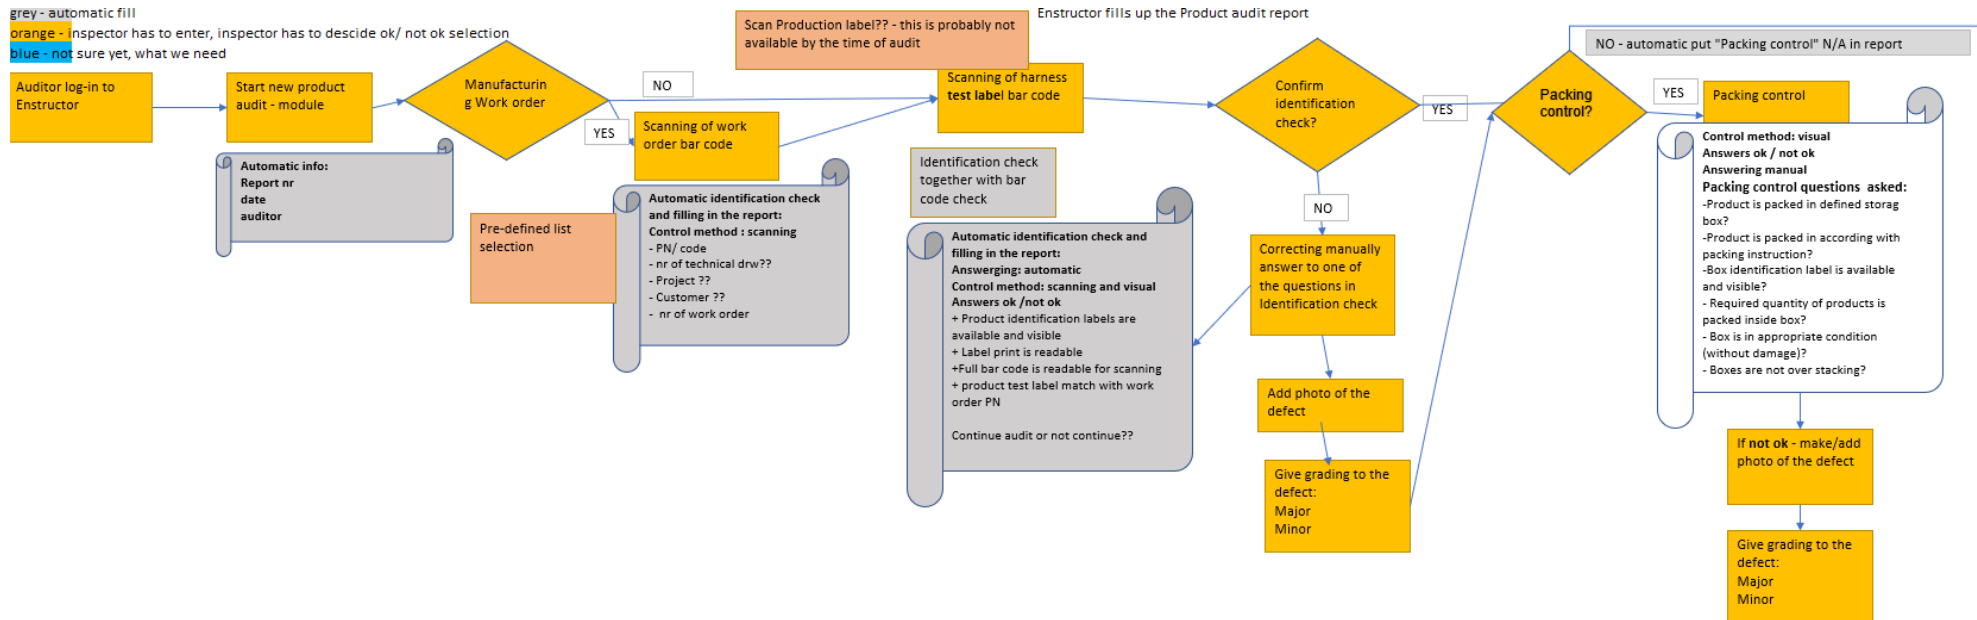 grey - automatic fill
orange - inspector has to enter, inspector has to descide ok/ not ok selection
blue - not sure yet, what we need
Enstructor fills up the Product audit report
Auditor log-in to
Enstructor
Start new product
audit - module
Automatic info:
Report nr
date
auditor
Manufacturin
g Work order
NO
YES
Scanning of work
order bar code
Pre-defined list
selection
Automatic identification check
and filling in the report:
Control method : scanning
- PN/ code
- nr of technical drw??
- Project ??
- Customer ??
- nr of work order
Scan Production label?? - this is probably not
available by the time of audit
Scanning of harness
test label bar code
Identification check
together with bar
code check
Automatic identification check and
filling in the report:
Answerging: automatic
Control method: scanning and visual
Answers ok /not ok
+ Product identification labels are
available and visible
+ Label print is readable
+Full bar code is readable for scanning
+ product test label match with work
order PN
Continue audit or not continue??
Confirm
identification
check?
YES
NO
Correcting manually
answer to one of
the questions in
Identification check
Add photo of the
defect
Give grading to the
defect:
Major
Minor
Packing
control?
NO - automatic put "Packing control" N/A in report
YES
Packing control
Control method: visual
Answers ok / not ok
Answering manual
Packing control questions asked:
-Product is packed in defined storag
box?
-Product is packed in according with
packing instruction?
-Box identification label is available
and visible?
- Required quantity of products is
packed inside box?
- Box is in appropriate condition
(without damage)?
- Boxes are not over stacking?
If not ok - make/add
photo of the defect
Give grading to the
defect:
Major
Minor